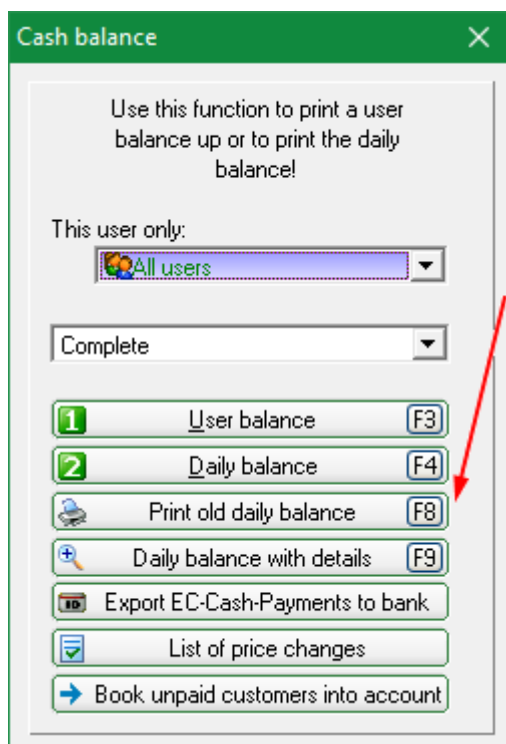 Cash balance
Use this function to print a user
balance up or to print the daily
balance!
This user only:
All users
Complete
1 User balance F3
2 Daily balance F4
Print old daily balance F8
Daily balance with details F9
Export EC-Cash-Payments to bank
List of price changes
Book unpaid customers into account